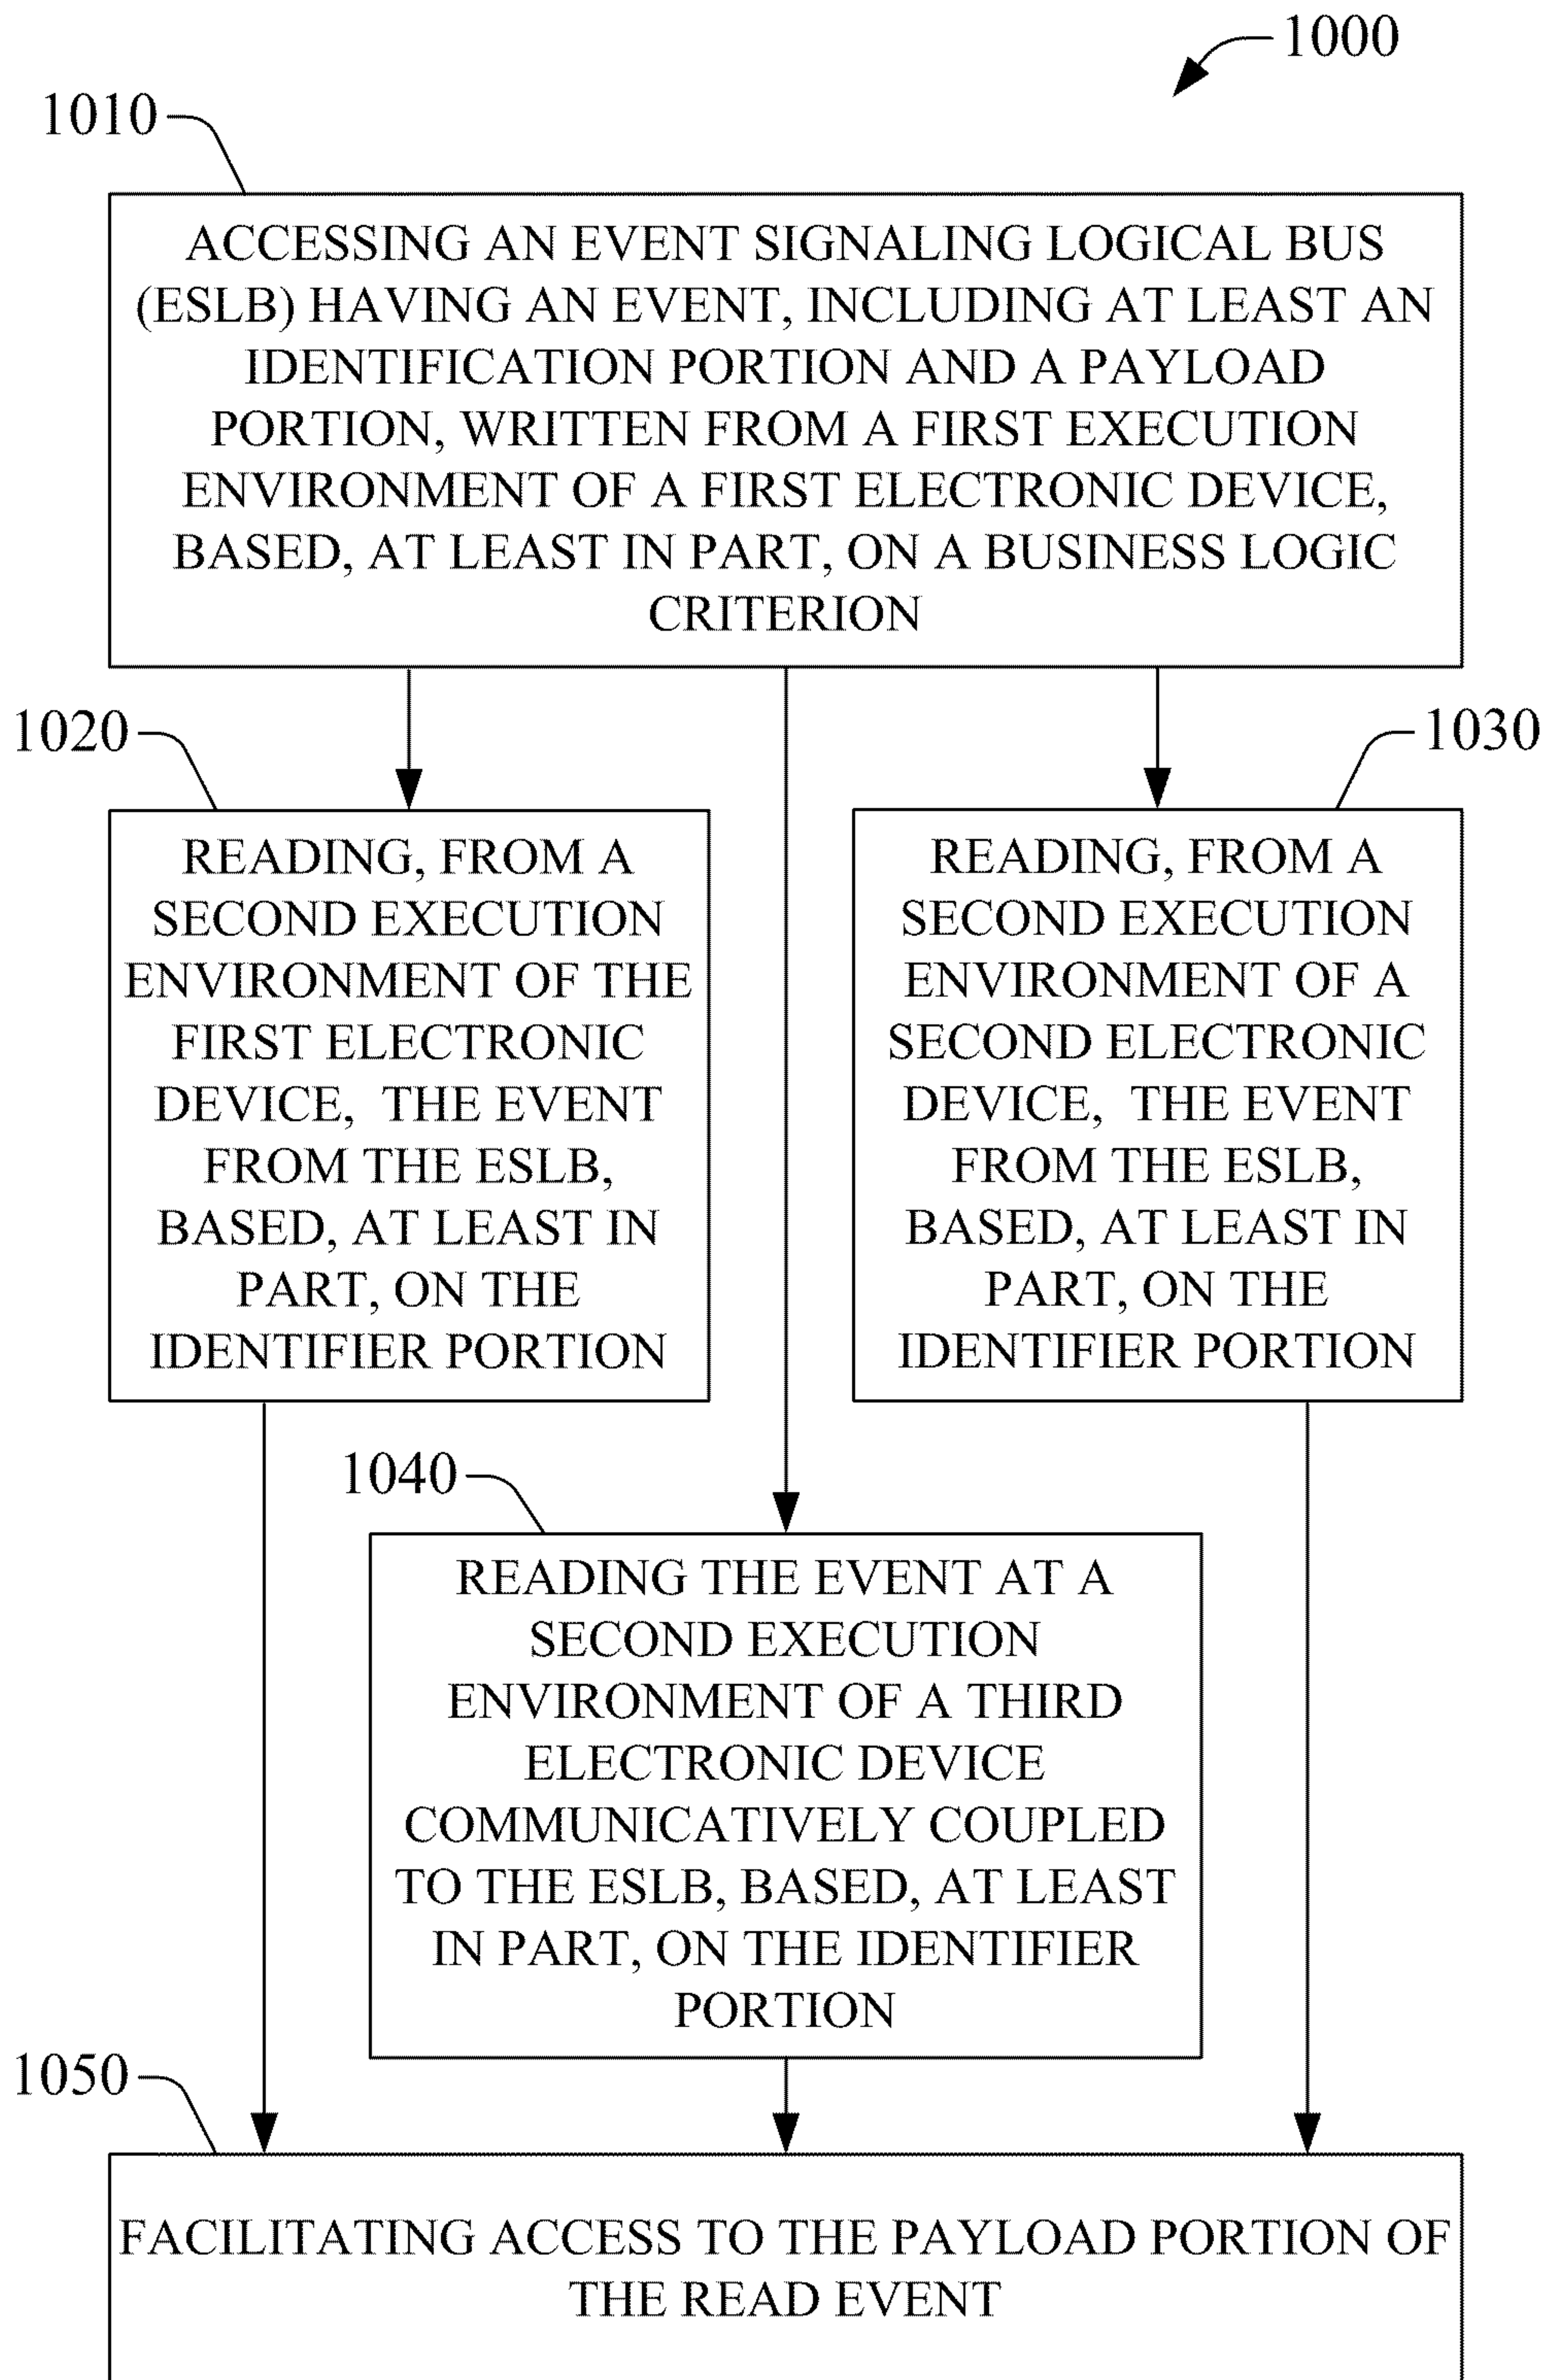 1000
1010
ACCESSING AN EVENT SIGNALING LOGICAL BUS
(ESLB) HAVING AN EVENT, INCLUDING AT LEAST AN
IDENTIFICATION PORTION AND A PAYLOAD
PORTION, WRITTEN FROM A FIRST EXECUTION
ENVIRONMENT OF A FIRST ELECTRONIC DEVICE,
BASED, AT LEAST IN PART, ON A BUSINESS LOGIC
CRITERION
1020
READING, FROM A
SECOND EXECUTION
ENVIRONMENT OF THE
FIRST ELECTRONIC
DEVICE, THE EVENT
FROM THE ESLB,
BASED, AT LEAST IN
PART, ON THE
IDENTIFIER PORTION
1030
READING, FROM A
SECOND EXECUTION
ENVIRONMENT OF A
SECOND ELECTRONIC
DEVICE, THE EVENT
FROM THE ESLB,
BASED, AT LEAST IN
PART, ON THE
IDENTIFIER PORTION
1040
READING THE EVENT AT A
SECOND EXECUTION
ENVIRONMENT OF A THIRD
ELECTRONIC DEVICE
COMMUNICATIVELY COUPLED
TO THE ESLB, BASED, AT LEAST
IN PART, ON THE IDENTIFIER
PORTION
1050
FACILITATING ACCESS TO THE PAYLOAD PORTION OF
THE READ EVENT